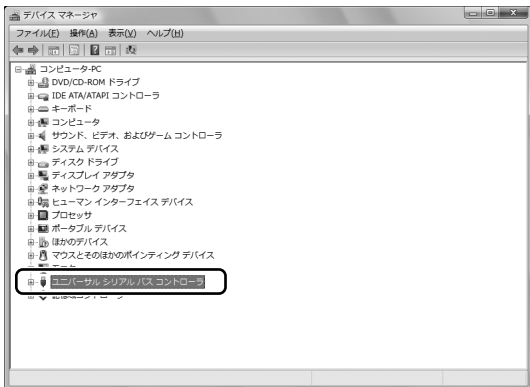 デバイス マネージャ
ファイル(F) 操作(A) 表示(V) ヘルプ(H)
コンピュータ-PC
DVD/CD-ROM ドライブ
IDE ATA/ATAPI コントローラ
キーボード
コンピュータ
サウンド、ビデオ、およびゲーム コントローラ
システム デバイス
ディスク ドライブ
ディスプレイ アダプタ
ネットワーク アダプタ
ヒューマン インターフェイス デバイス
プロセッサ
ポータブル デバイス
ほかのデバイス
マウスとそのほかのポインティング デバイス
ユニバーサル シリアル バス コントローラ